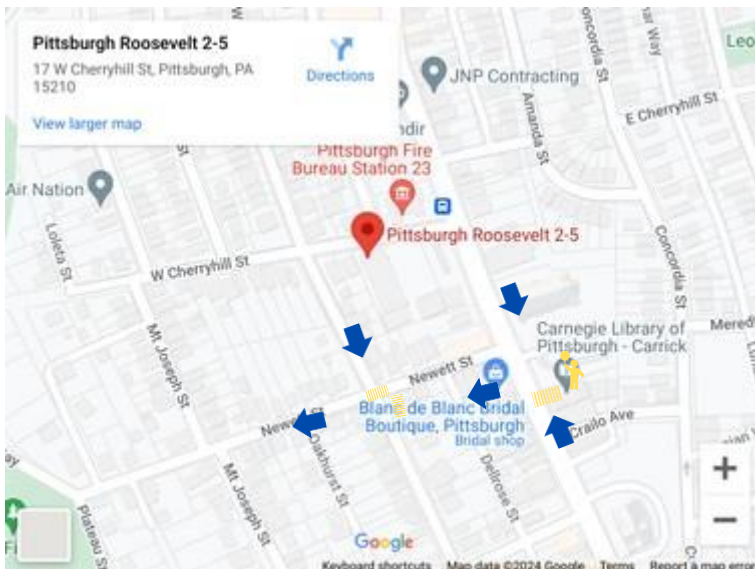 Pittsburgh Roosevelt 2-5
17 W Cherryhill St, Pittsburgh, PA
15210
Directions
View larger map
JNP Contracting
Pittsburgh Fire
Bureau Station 23
Air Nation
Loleta St
Pittsburgh Roosevelt 2-5
W Cherryhill St
E Cherryhill St
Amanda St
Concordia St
Concordia St
Mt Joseph St
Carnegie Library of
Pittsburgh - Carrick
Newett St
Blanc de Blanc Bridal
Boutique, Pittsburgh
Bridal shop
Crailo Ave
Oakhurst St
Dellrose St
Mt Joseph St
Plateau St
Google
Keyboard shortcuts Map data ©2024 Google Terms Report a map error